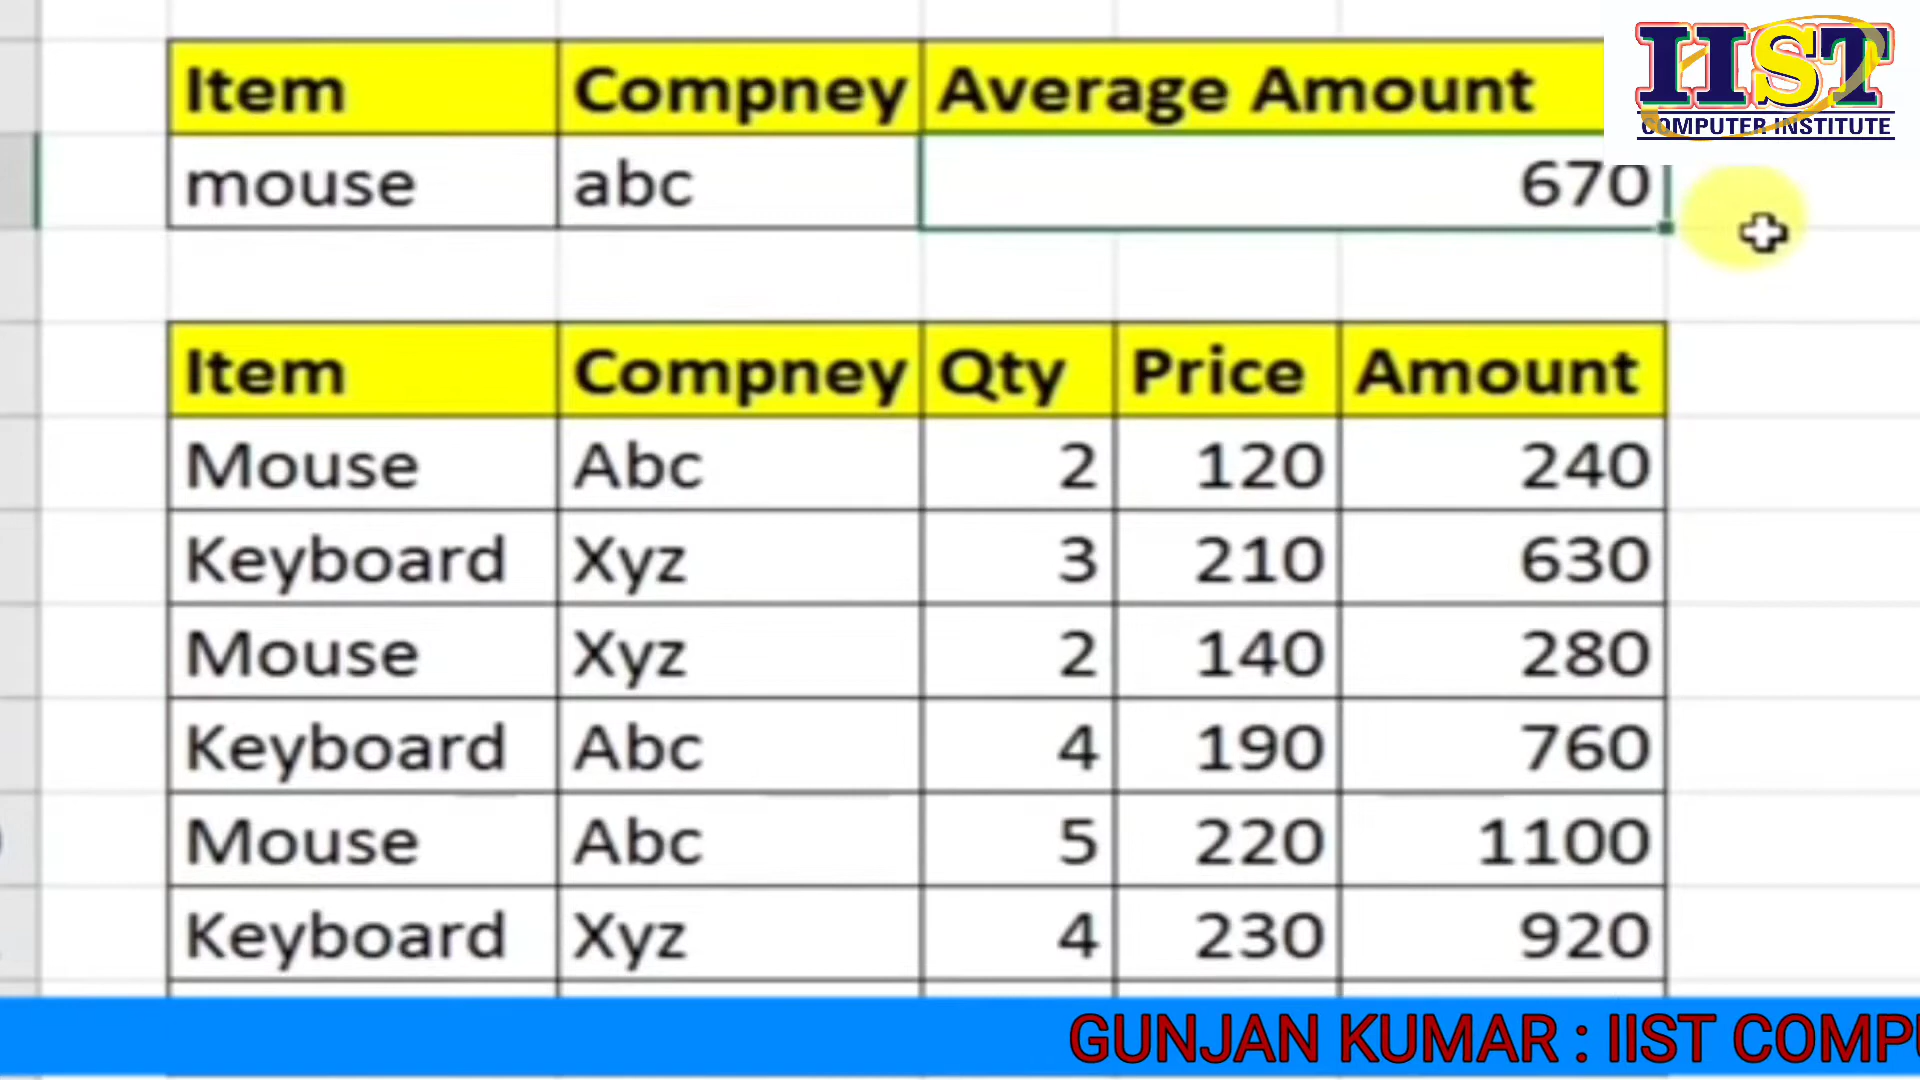 IIST
COMPUTER INSTITUTE
Item Compney Average Amount
mouse abc 670
Item Compney Qty Price Amount
Mouse Abc 2 120 240
Keyboard Xyz 3 210 630
Mouse Xyz 2 140 280
Keyboard Abc 4 190 760
Mouse Abc 5 220 1100
Keyboard Xyz 4 230 920
GUNJAN KUMAR : IIST COMPU